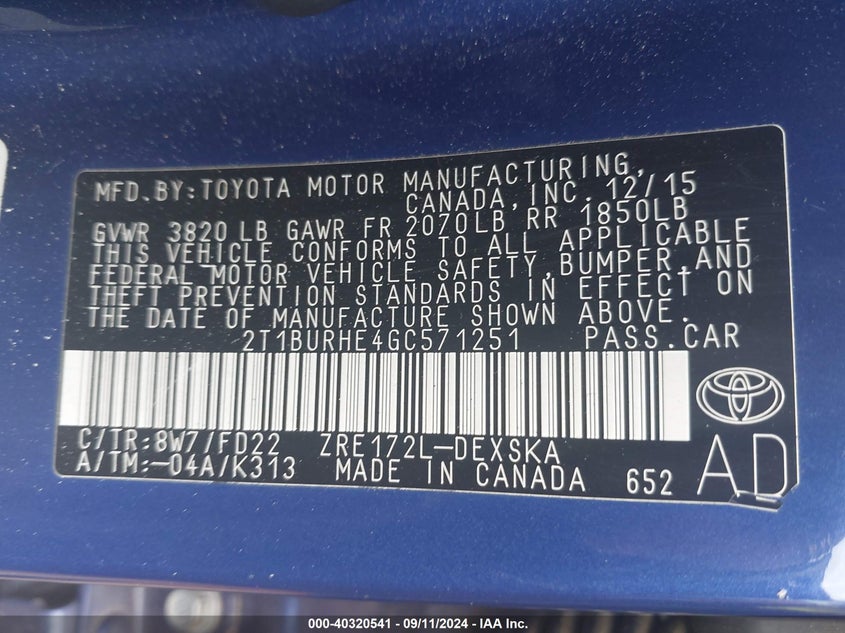 MFD.BY:TOYOTA MOTOR MANUFACTURING,
CANADA,INC. 12/15
GVWR 3820 LB GAWR FR 2070LB RR 1850LB
THIS VEHICLE CONFORMS TO ALL APPLICABLE
FEDERAL MOTOR VEHICLE SAFETY,BUMPER,AND
THEFT PREVENTION STANDARDS IN EFFECT ON
THE DATE OF MANUFACTURE SHOWN ABOVE.
2T1BURHE4GC571251 PASS.CAR
C/TR:8W7/FD22 ZRE172L-DEXSKA
A/TM:-04A/K313 MADE IN CANADA 652
AD
000-40320541 - 09/11/2024 - IAA Inc.